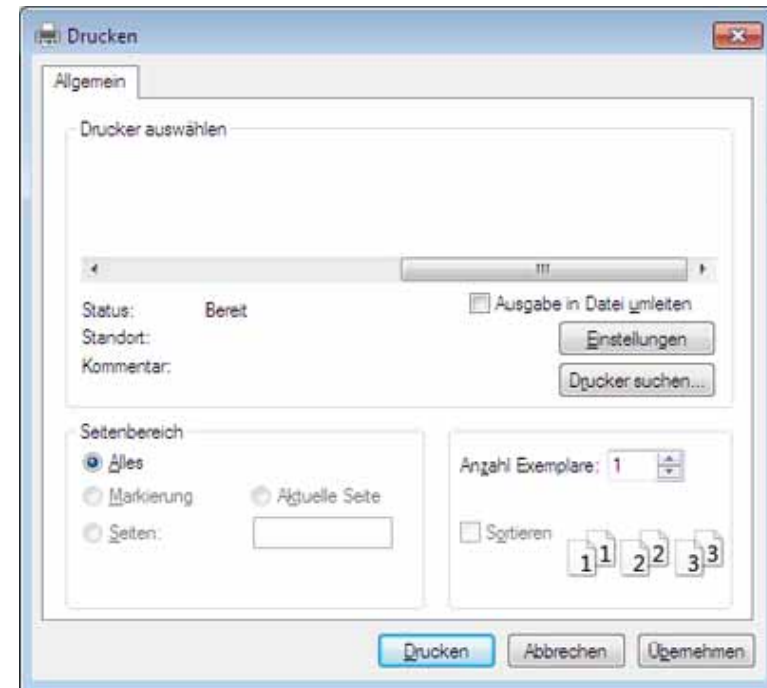 Drucken
Allgemein
Drucker auswählen
Status: Bereit
Standort:
Kommentar:
Ausgabe in Datei umleiten
Einstellungen
Drucker suchen...
Seitenbereich
Alles
Markierung Aktuelle Seite
Seiten:
Anzahl Exemplare: 1
Sortieren
1 1 2 2 3 3
Drucken Abbrechen Übernehmen